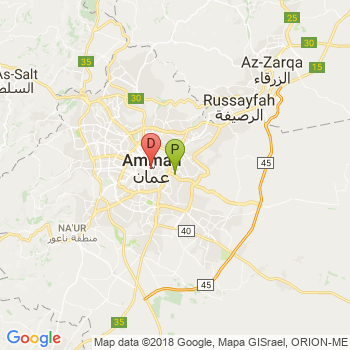 25
30
35
Az-Zarqa
15
الزرقاء
As-Salt
السلط
30
Russayfah
الرصيفة
D
P
Amman
عمان
45
NA'UR
منطقة ناعور
40
45
35
Google
Map data ©2018 Google, Mapa GISrael, ORION-ME